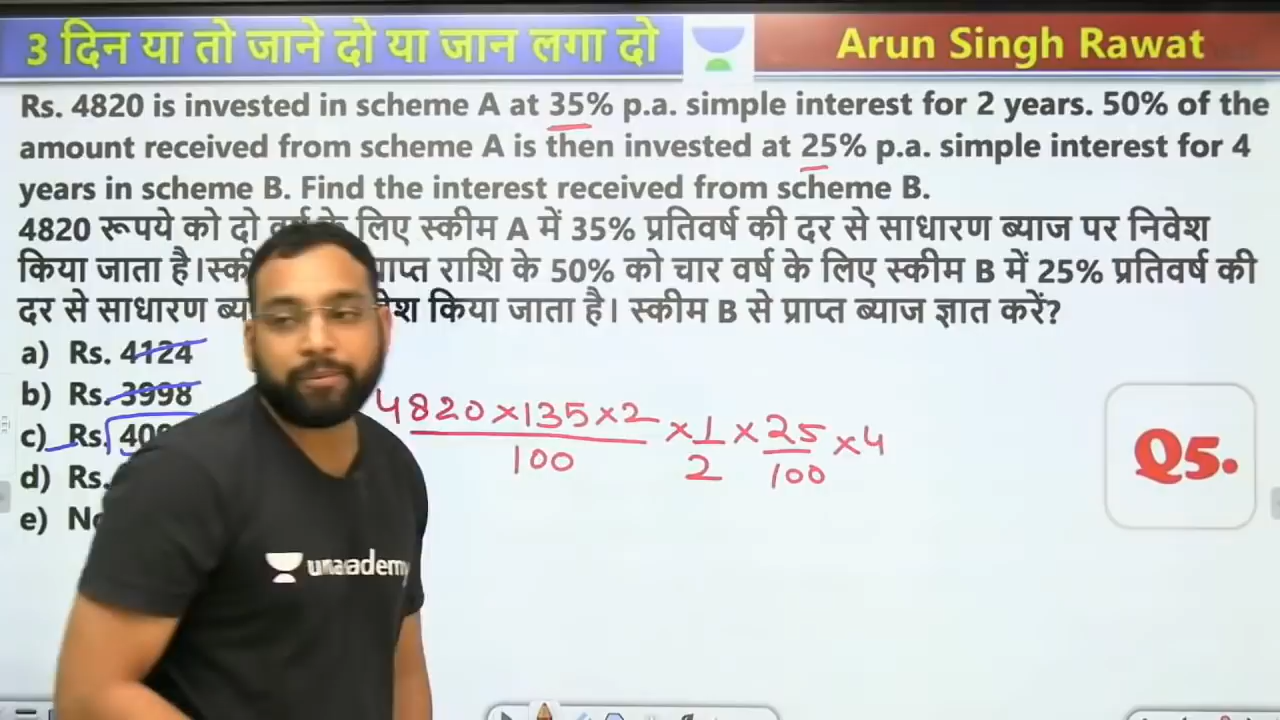 3 दिन या तो जाने दो या जान लगा दो
Arun Singh Rawat
Rs. 4820 is invested in scheme A at 35% p.a. simple interest for 2 years. 50% of the
amount received from scheme A is then invested at 25% p.a. simple interest for 4
years in scheme B. Find the interest received from scheme B.
4820 रूपये को दो के लिए स्कीम A में 35% प्रतिवर्ष की दर से साधारण ब्याज पर निवेश
किया जाता है। राशि के 50% को चार वर्ष के लिए स्कीम B में 25% प्रतिवर्ष की
दर से साधारण किया जाता है। स्कीम B से प्राप्त ब्याज ज्ञात करें?
a) Rs. 4124
b) Rs. 3998
c) Rs.
d) Rs.
e)
4820 × 135 × 2 / 100 × 1/2 × 25/100 × 4
Q5.
unacademy